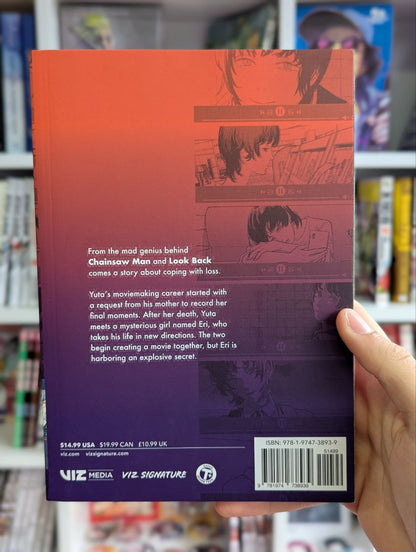 From the mad genius behind
Chainsaw Man and Look Back
comes a story about coping with loss.
Yuta's moviemaking career started with
a request from his mother to record her
final moments. After her death, Yuta
meets a mysterious girl named Eri, who
takes his life in new directions. The two
begin creating a movie together, but Eri is
harboring an explosive secret.
$14.99 USA $19.99 CAN £10.99 UK
viz.com vizsignature.com
VIZ MEDIA VIZ SIGNATURE
ISBN: 978-1-9747-3893-9
51499
9 781974 738939